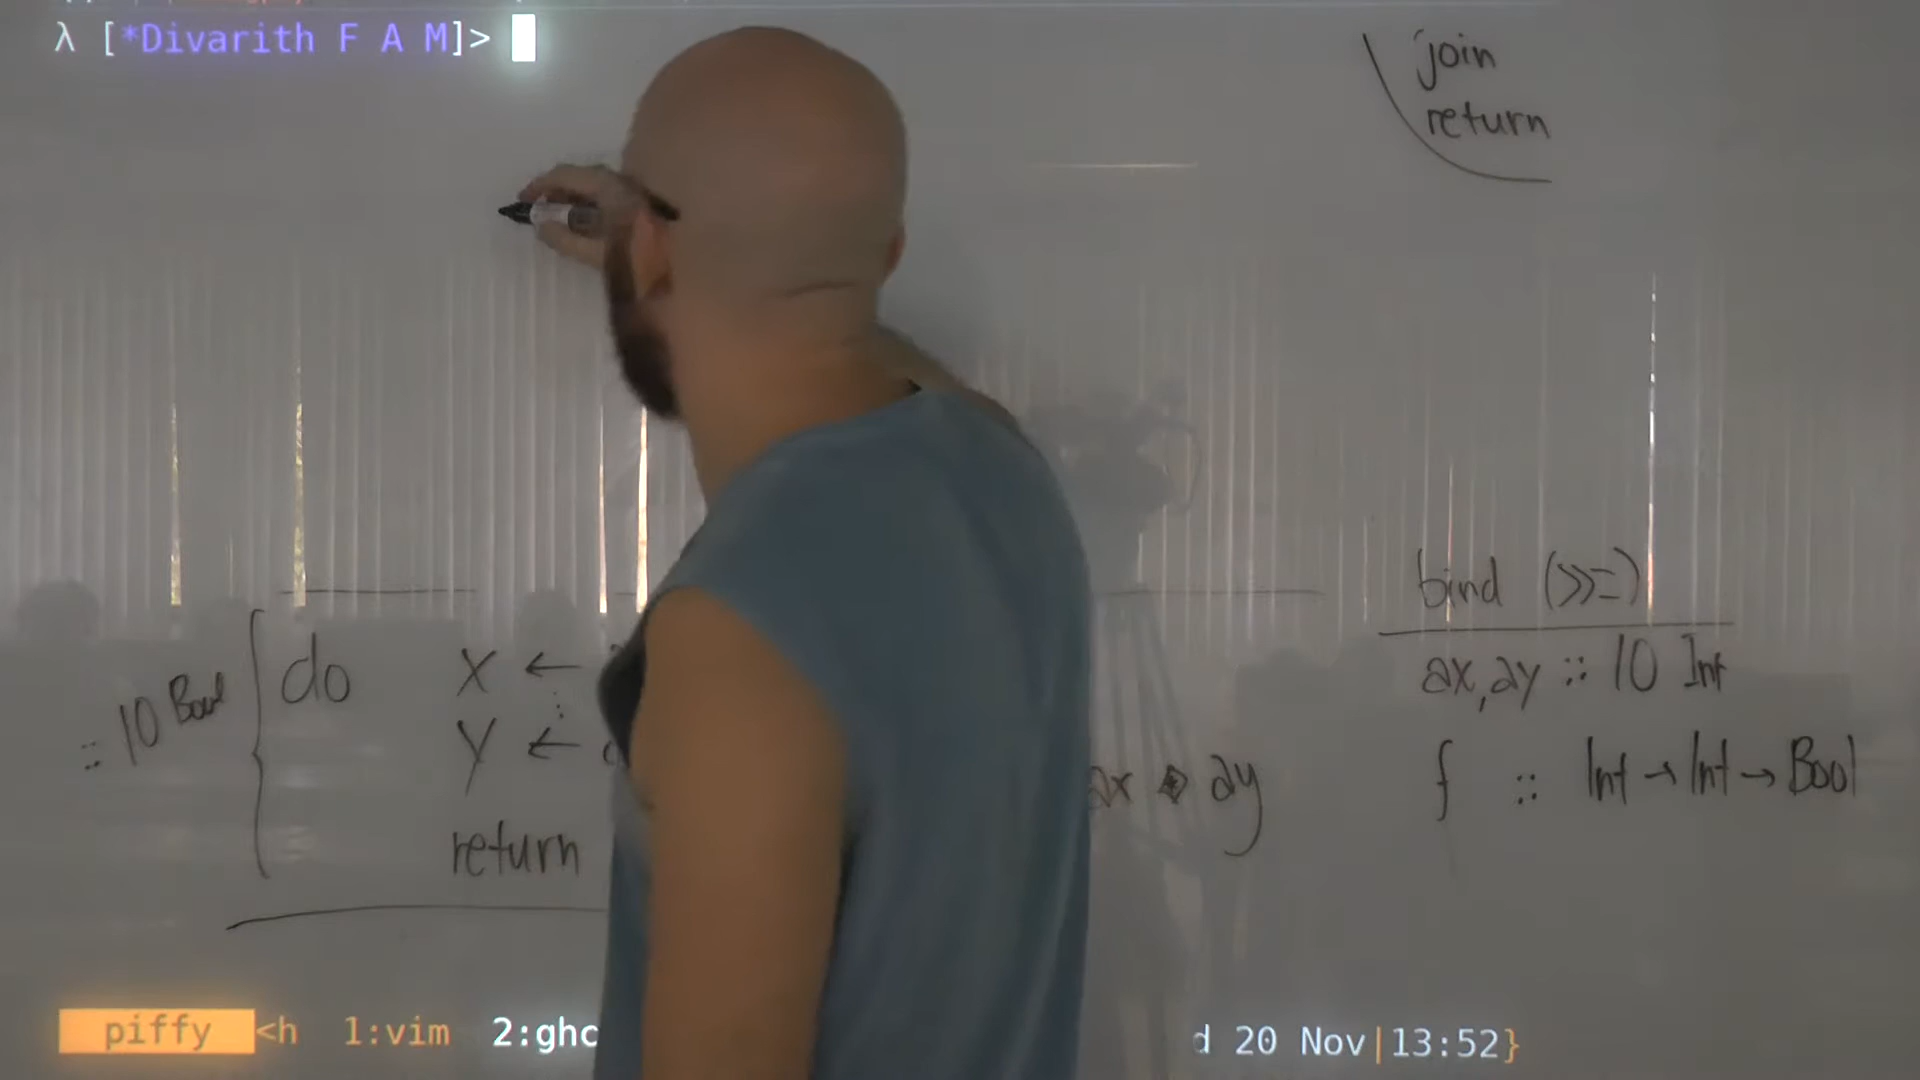 λ [*Divarith F A M]>
join
return
bind (>>=)
ax, ay :: IO Int
f :: Int → Int → Bool
:: IO Bool
do x ←
y ←
return
ax ay
piffy <h 1:vim 2:ghc
d 20 Nov|13:52}